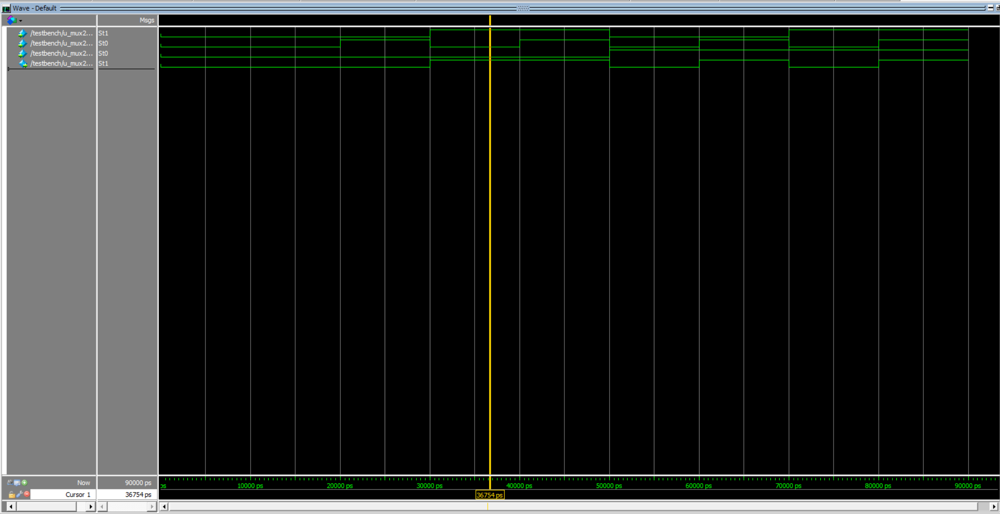 Wave - Default
Msgs
/testbench/u_mux2... St1
/testbench/u_mux2... St0
/testbench/u_mux2... St0
/testbench/u_mux2... St1
Now 90000 ps
ps 10000 ps 20000 ps 30000 ps 40000 ps 50000 ps 60000 ps 70000 ps 80000 ps 90000 ps
Cursor 1 36754 ps 36754 ps